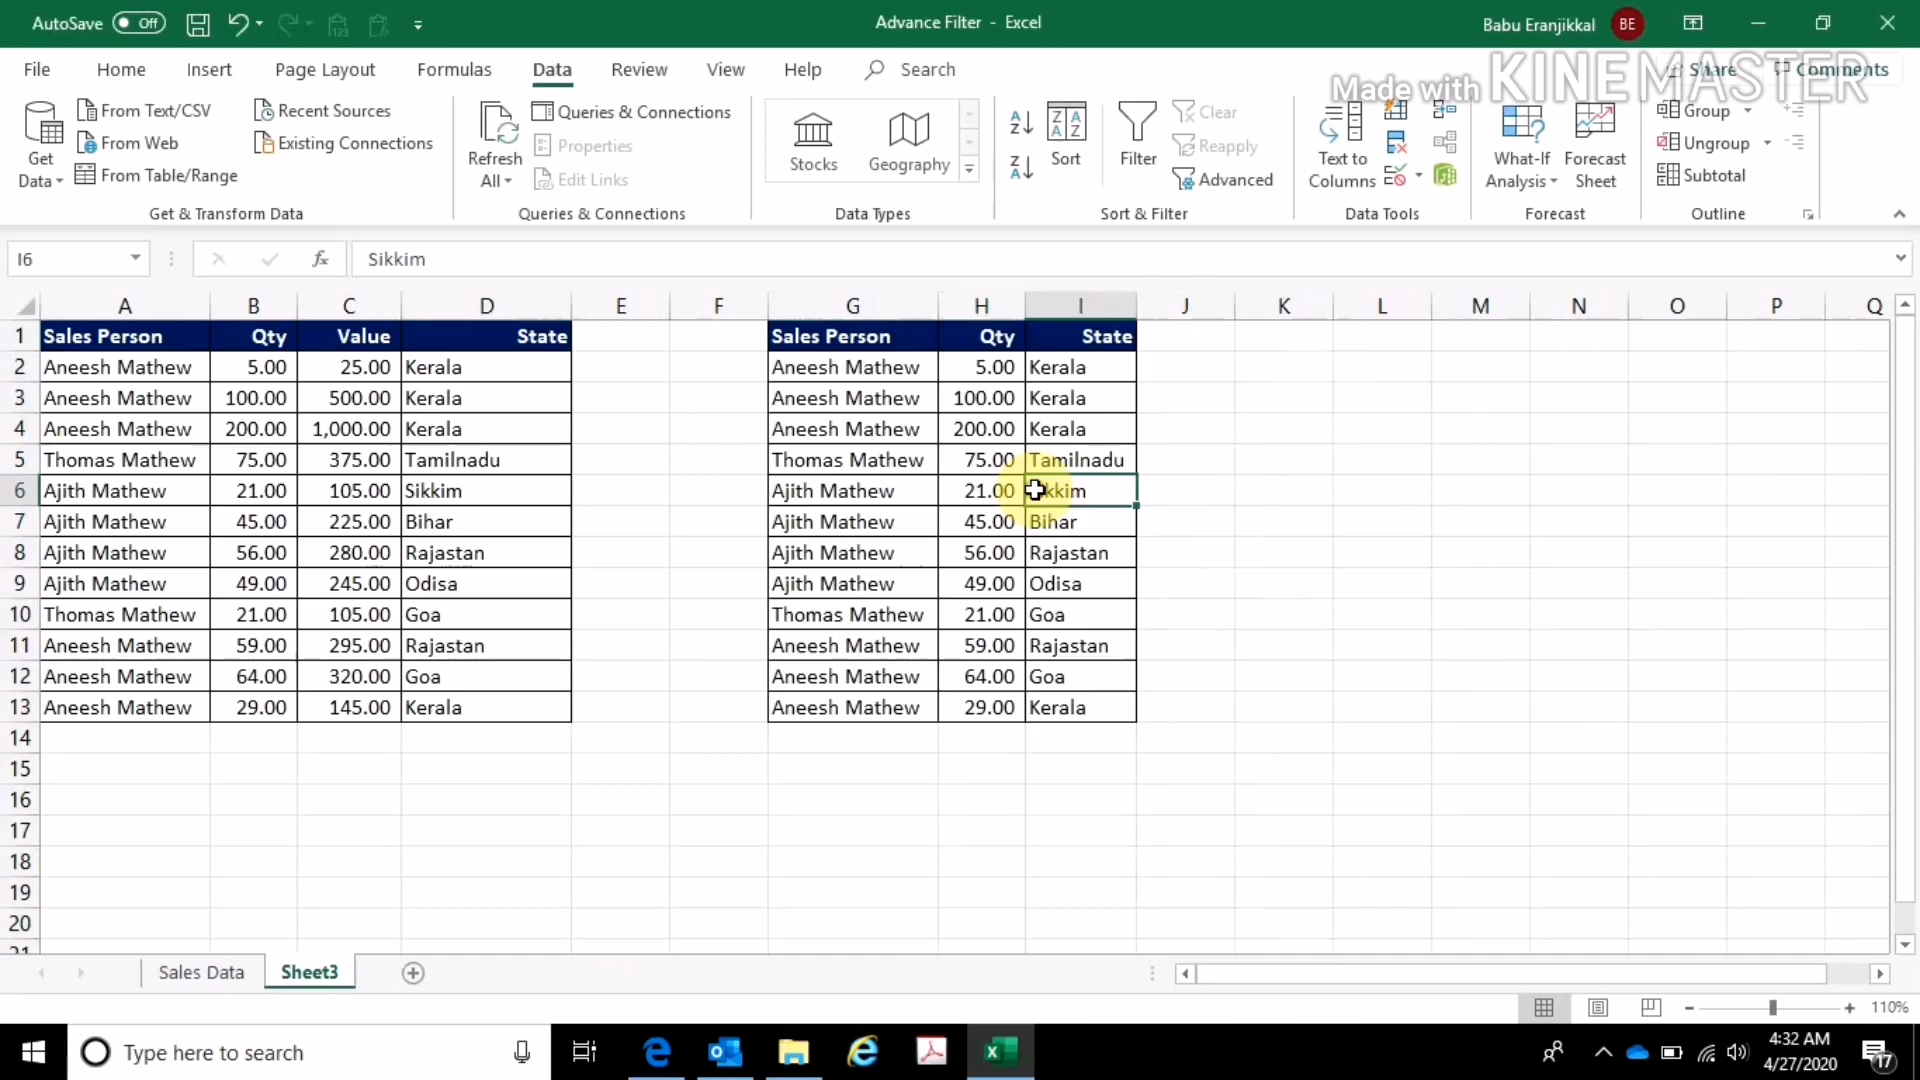 AutoSave Off Advance Filter - Excel Babu Eranjikkal BE
File Home Insert Page Layout Formulas Data Review View Help Search Share Comments
Made with KINEMASTER
From Text/CSV Recent Sources Queries & Connections Clear Group
From Web Existing Connections Properties Reapply Ungroup
From Table/Range Edit Links Advanced Subtotal
Get Data Refresh All Stocks Geography Sort Filter Text to Columns What-If Analysis Forecast Sheet
Get & Transform Data Queries & Connections Data Types Sort & Filter Data Tools Forecast Outline
I6 fx Sikkim
A B C D E F G H I J K L M N O P Q
1 Sales Person Qty Value State Sales Person Qty State
2 Aneesh Mathew 5.00 25.00 Kerala Aneesh Mathew 5.00 Kerala
3 Aneesh Mathew 100.00 500.00 Kerala Aneesh Mathew 100.00 Kerala
4 Aneesh Mathew 200.00 1,000.00 Kerala Aneesh Mathew 200.00 Kerala
5 Thomas Mathew 75.00 375.00 Tamilnadu Thomas Mathew 75.00 Tamilnadu
6 Ajith Mathew 21.00 105.00 Sikkim Ajith Mathew 21.00 Sikkim
7 Ajith Mathew 45.00 225.00 Bihar Ajith Mathew 45.00 Bihar
8 Ajith Mathew 56.00 280.00 Rajastan Ajith Mathew 56.00 Rajastan
9 Ajith Mathew 49.00 245.00 Odisa Ajith Mathew 49.00 Odisa
10 Thomas Mathew 21.00 105.00 Goa Thomas Mathew 21.00 Goa
11 Aneesh Mathew 59.00 295.00 Rajastan Aneesh Mathew 59.00 Rajastan
12 Aneesh Mathew 64.00 320.00 Goa Aneesh Mathew 64.00 Goa
13 Aneesh Mathew 29.00 145.00 Kerala Aneesh Mathew 29.00 Kerala
14
15
16
17
18
19
20
21
Sales Data Sheet3
110%
Type here to search 4:32 AM
4/27/2020 17